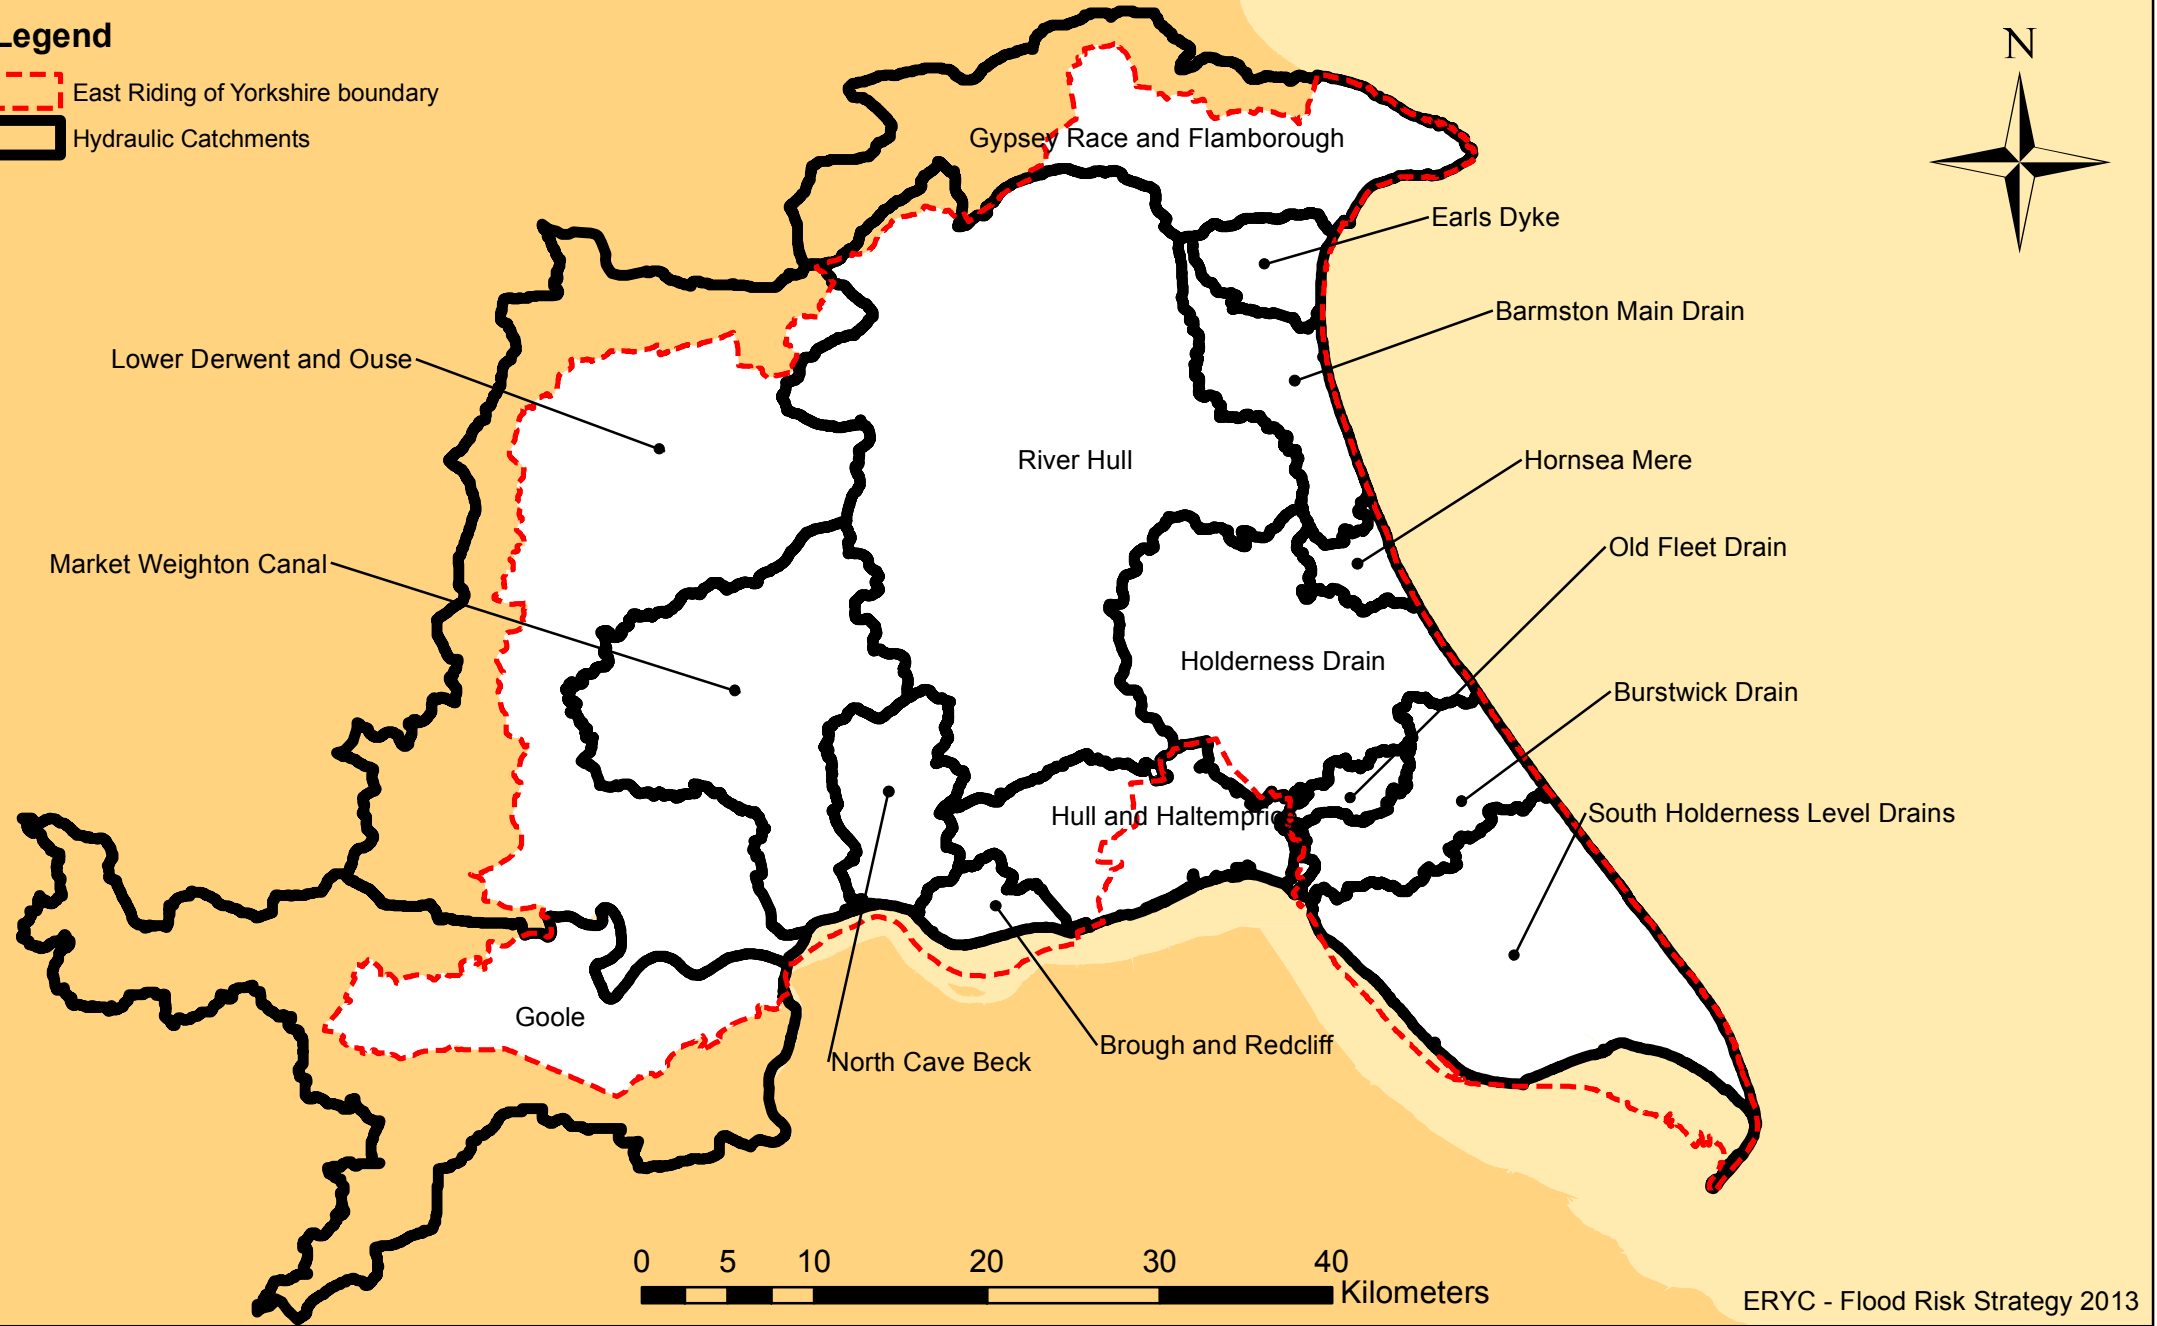 Legend
East Riding of Yorkshire boundary
Hydraulic Catchments
N
Gypsey Race and Flamborough
Earls Dyke
Barmston Main Drain
Lower Derwent and Ouse
River Hull
Hornsea Mere
Old Fleet Drain
Market Weighton Canal
Holderness Drain
Burstwick Drain
Hull and Haltempric
South Holderness Level Drains
Goole
North Cave Beck
Brough and Redcliff
0 5 10 20 30 40
Kilometers
ERYC - Flood Risk Strategy 2013